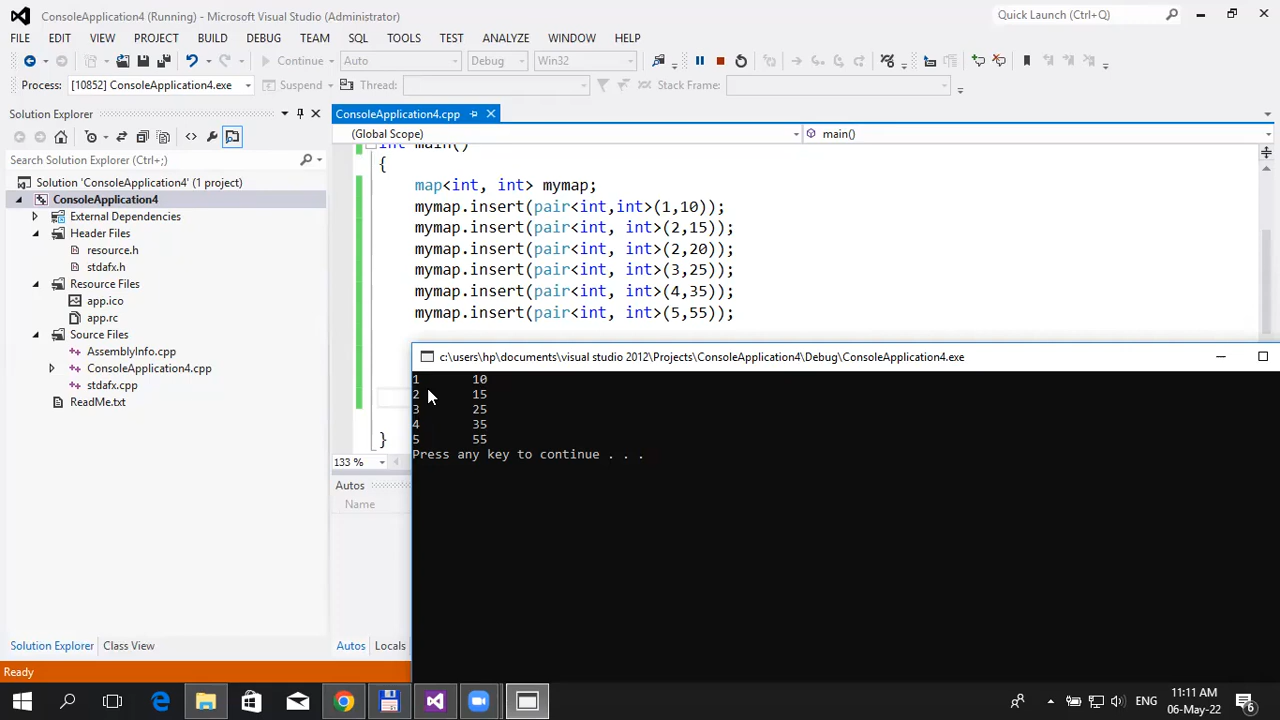 ConsoleApplication4 (Running) - Microsoft Visual Studio (Administrator)
Quick Launch (Ctrl+Q)
FILE EDIT VIEW PROJECT BUILD DEBUG TEAM SQL TOOLS TEST ANALYZE WINDOW HELP
Continue Auto Debug Win32
Process: [10852] ConsoleApplication4.exe Suspend Thread: Stack Frame:
Solution Explorer
ConsoleApplication4.cpp
(Global Scope) main()
Search Solution Explorer (Ctrl+;)
Solution 'ConsoleApplication4' (1 project)
ConsoleApplication4
External Dependencies
Header Files
resource.h
stdafx.h
Resource Files
app.ico
app.rc
Source Files
AssemblyInfo.cpp
ConsoleApplication4.cpp
stdafx.cpp
ReadMe.txt
int main()
{
map<int, int> mymap;
mymap.insert(pair<int,int>(1,10));
mymap.insert(pair<int, int>(2,15));
mymap.insert(pair<int, int>(2,20));
mymap.insert(pair<int, int>(3,25));
mymap.insert(pair<int, int>(4,35));
mymap.insert(pair<int, int>(5,55));
}
133 %
Autos
Name
c:\users\hp\documents\visual studio 2012\Projects\ConsoleApplication4\Debug\ConsoleApplication4.exe
1 10
2 15
3 25
4 35
5 55
Press any key to continue . . .
Solution Explorer Class View
Autos Locals
Ready
ENG
11:11 AM
06-May-22
6